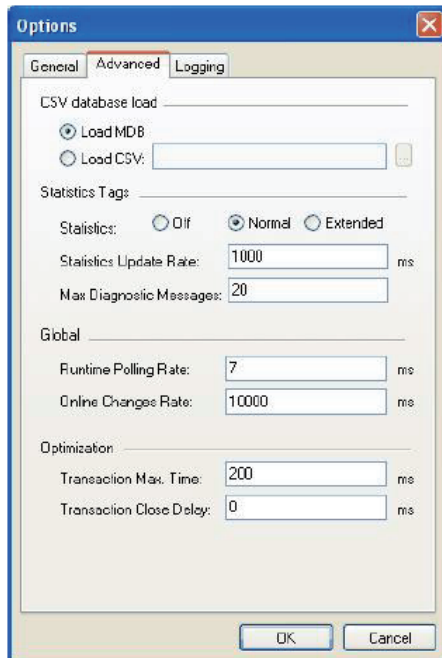 Options
General Advanced Logging
CSV database load
Load MDB
Load CSV: ...
Statistics Tags
Statistics: Off Normal Extended
Statistics Update Rate: 1000 ms
Max Diagnostic Messages: 20
Global
Runtime Polling Rate: 7 ms
Online Changes Rate: 10000 ms
Optimization
Transaction Max. Time: 200 ms
Transaction Close Delay: 0 ms
OK Cancel